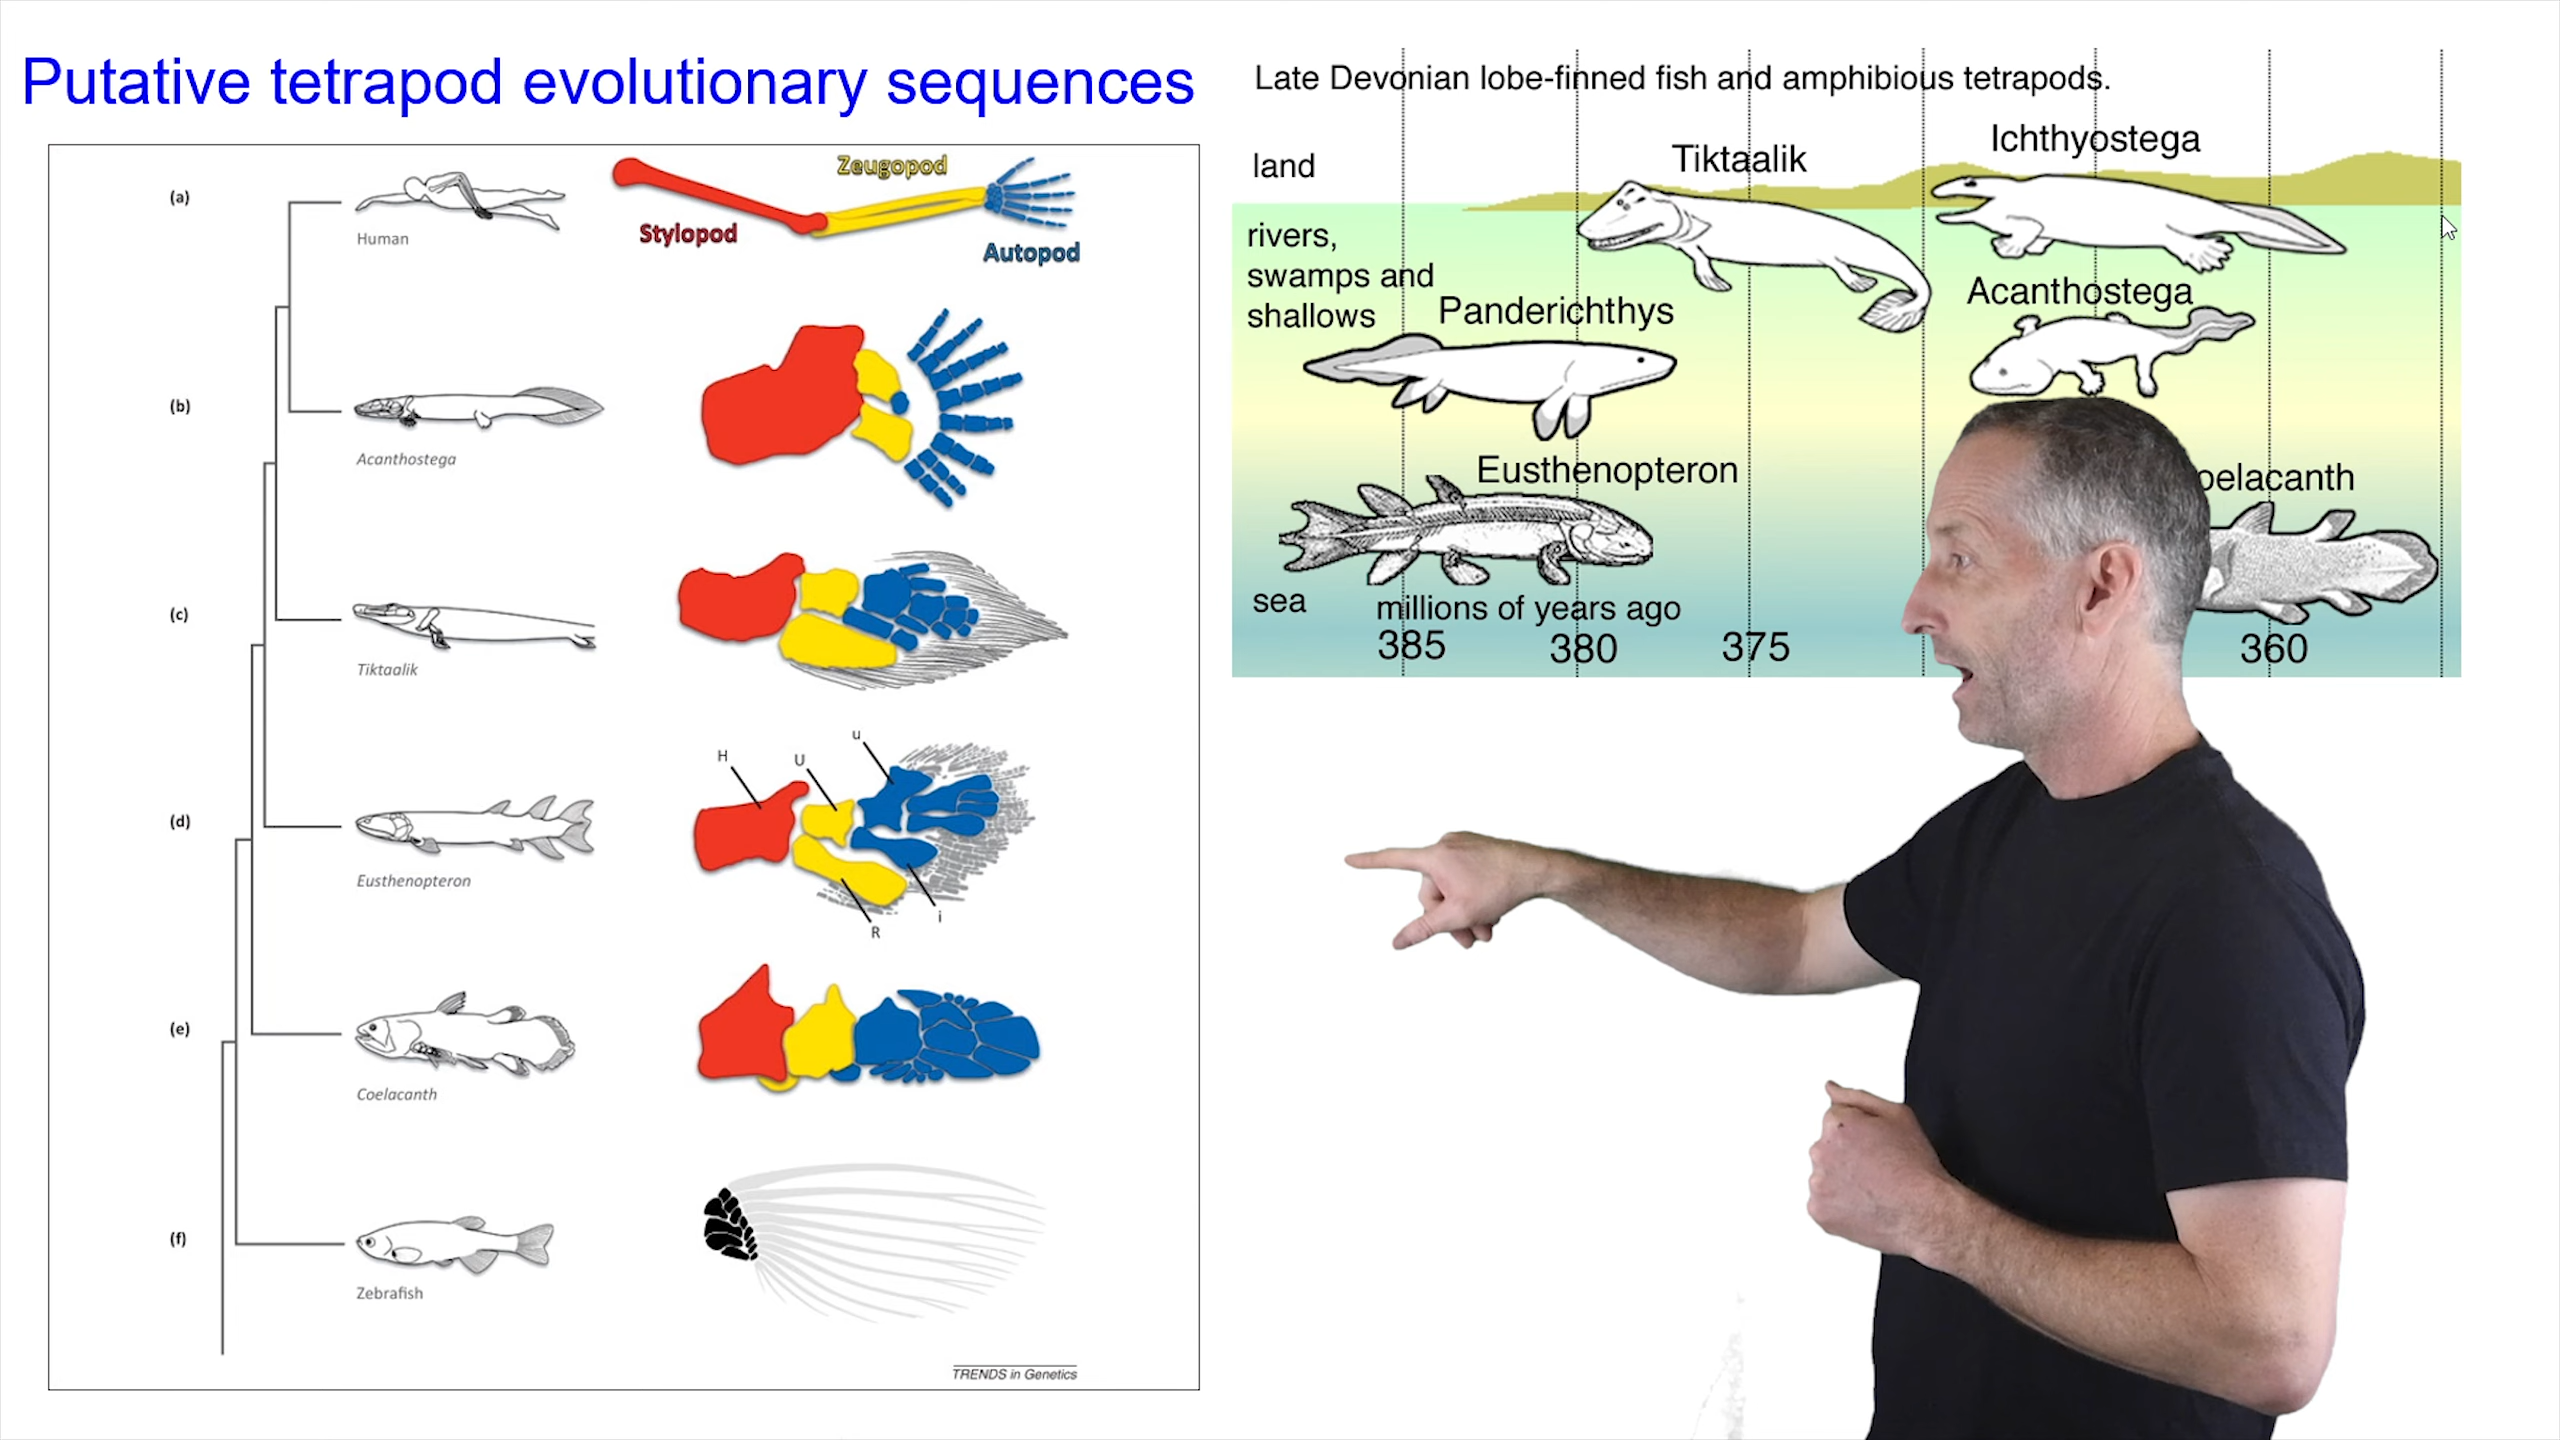 Putative tetrapod evolutionary sequences
(a)
Human
Stylopod
Zeugopod
Autopod
(b)
Acanthostega
(c)
Tiktaalik
(d)
Eusthenopteron
H
U
u
R
i
(e)
Coelacanth
(f)
Zebrafish
TRENDS in Genetics
Late Devonian lobe-finned fish and amphibious tetrapods.
land
Tiktaalik
Ichthyostega
rivers,
swamps and
shallows
Panderichthys
Acanthostega
Eusthenopteron
oelacanth
sea
millions of years ago
385
380
375
360